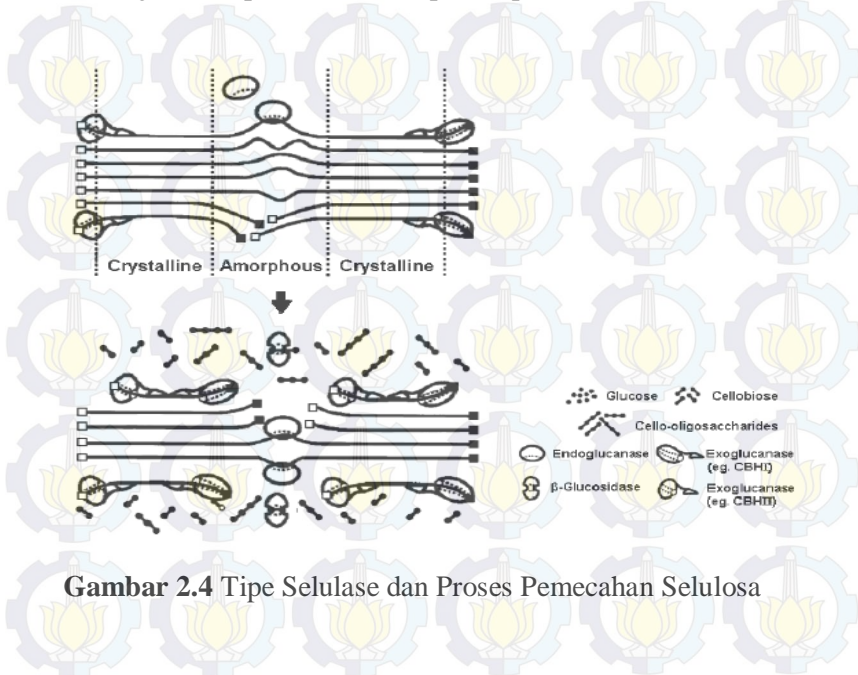 Crystalline Amorphous Crystalline
Glucose Cellobiose
Cello-oligosaccharides
Endoglucanase Exoglucanase
(eg. CBHI)
β-Glucosidase Exoglucanase
(eg. CBHII)
Gambar 2.4 Tipe Selulase dan Proses Pemecahan Selulosa